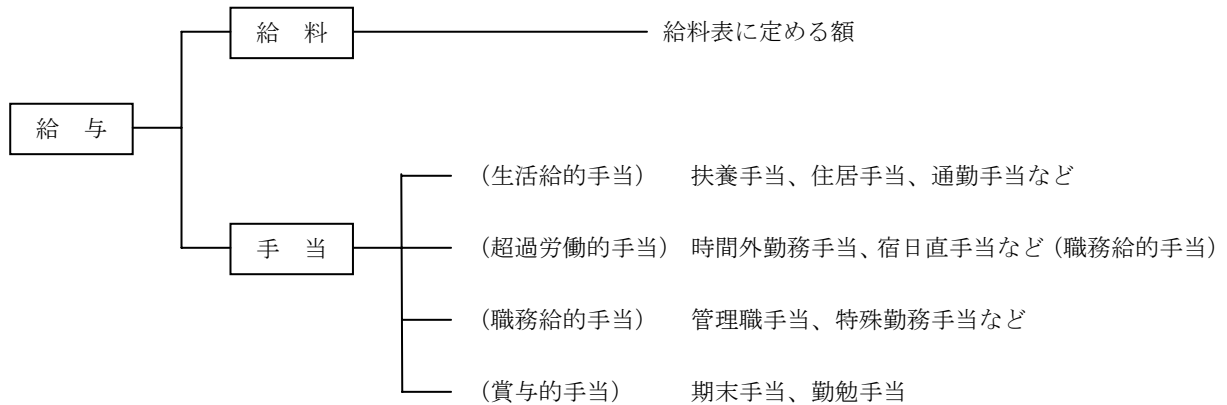 給 料 給料表に定める額
給 与
(生活給的手当) 扶養手当、住居手当、通勤手当など
手 当 (超過労働的手当) 時間外勤務手当、宿日直手当など(職務給的手当)
(職務給的手当) 管理職手当、特殊勤務手当など
(賞与的手当) 期末手当、勤勉手当